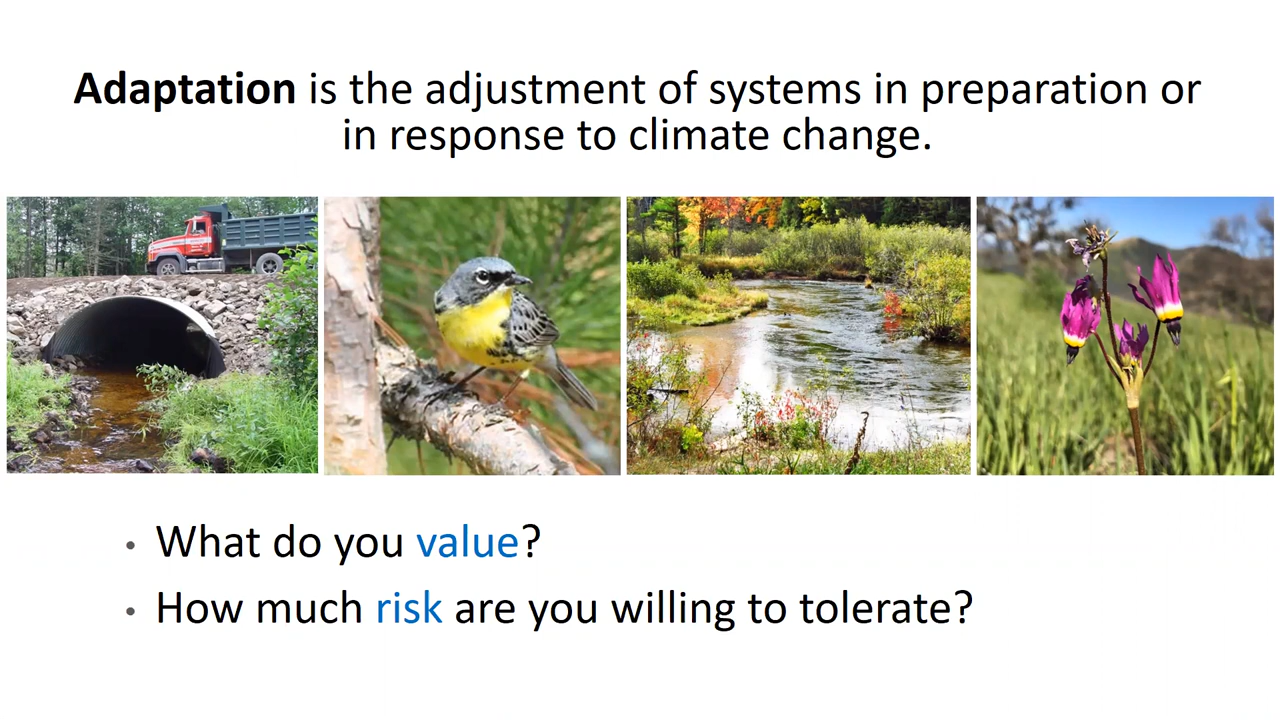 Adaptation is the adjustment of systems in preparation or
in response to climate change.
• What do you value?
• How much risk are you willing to tolerate?